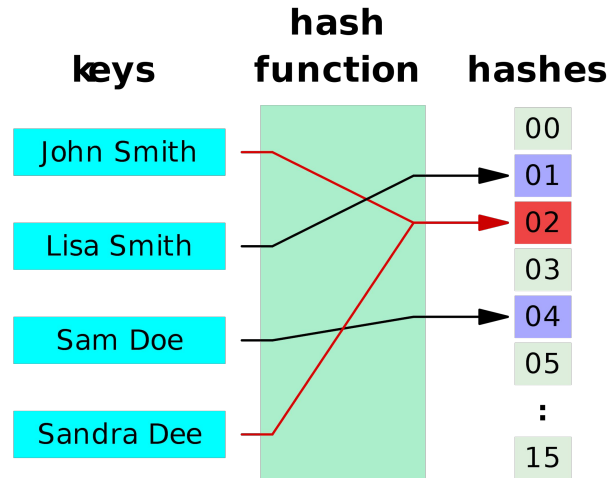 keys
hash
function
hashes
John Smith
Lisa Smith
Sam Doe
Sandra Dee
00
01
02
03
04
05
:
15